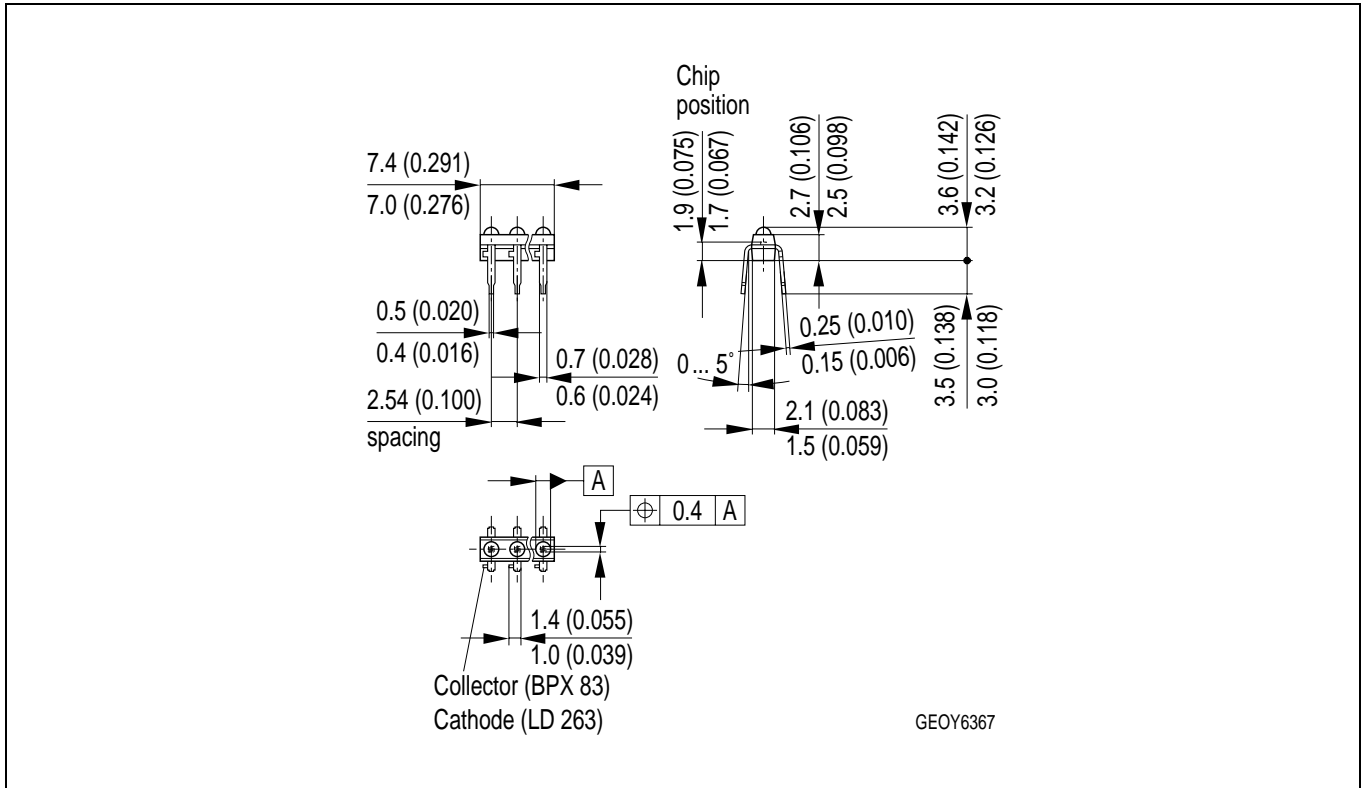 Chip
position
7.4 (0.291)
7.0 (0.276)
1.9 (0.075)
1.7 (0.067)
2.7 (0.106)
2.5 (0.098)
3.6 (0.142)
3.2 (0.126)
0.5 (0.020)
0.4 (0.016)
0.7 (0.028)
0.6 (0.024)
2.54 (0.100)
spacing
0 ... 5°
0.25 (0.010)
0.15 (0.006)
2.1 (0.083)
1.5 (0.059)
3.5 (0.138)
3.0 (0.118)
A
0.4 A
1.4 (0.055)
1.0 (0.039)
Collector (BPX 83)
Cathode (LD 263)
GEOY6367